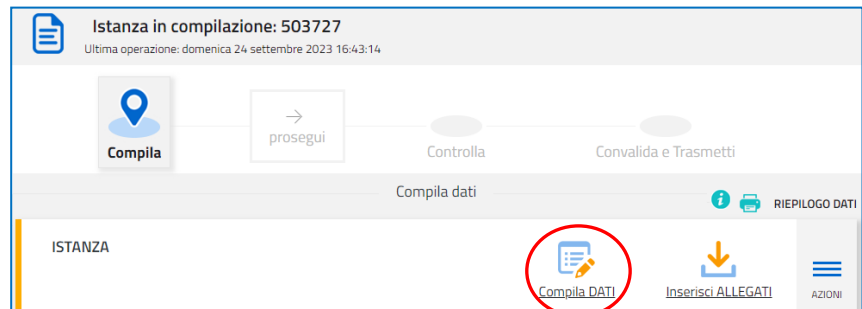 Istanza in compilazione: 503727
Ultima operazione: domenica 24 settembre 2023 16:43:14
Compila
prosegui
Controlla
Convalida e Trasmetti
Compila dati
i
RIEPILOGO DATI
ISTANZA
Compila DATI
Inserisci ALLEGATI
AZIONI